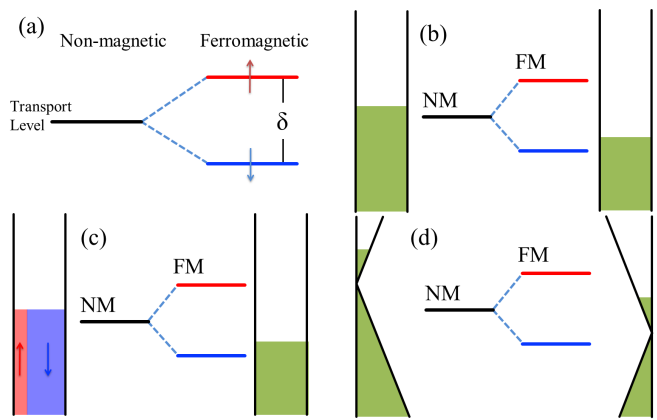 (a)
Non-magnetic Ferromagnetic
Transport
Level
δ
(b)
FM
NM
(c)
FM
NM
(d)
FM
NM